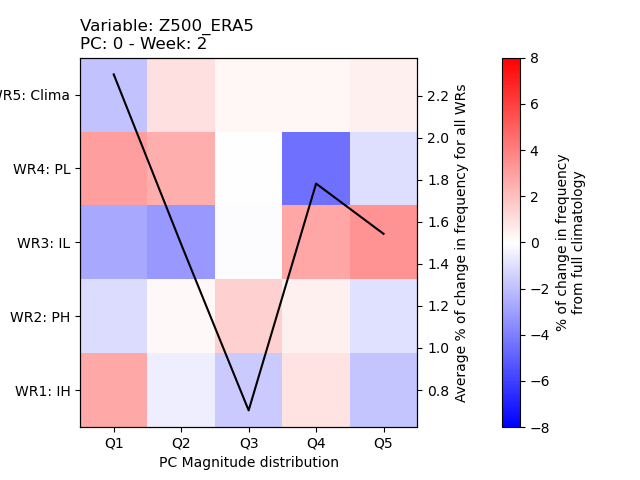 Variable: Z500_ERA5
PC: 0 - Week: 2
R5: Clima
WR4: PL
WR3: IL
WR2: PH
WR1: IH
Q1 Q2 Q3 Q4 Q5
PC Magnitude distribution
2.2
2.0
1.8
1.6
1.4
1.2
1.0
0.8
Average % of change in frequency for all WRs
8
6
4
2
0
−2
−4
−6
−8
% of change in frequency
from full climatology